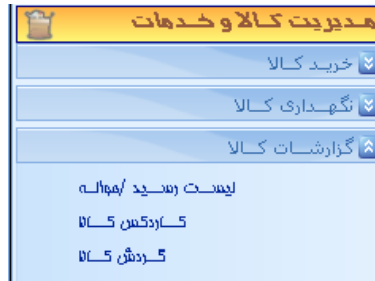 مدیریت کالا و خدمات
خرید کالا
نگهداری کالا
گزارشات کالا
لیست رسید /حواله
کاردکس کالا
گردش کالا